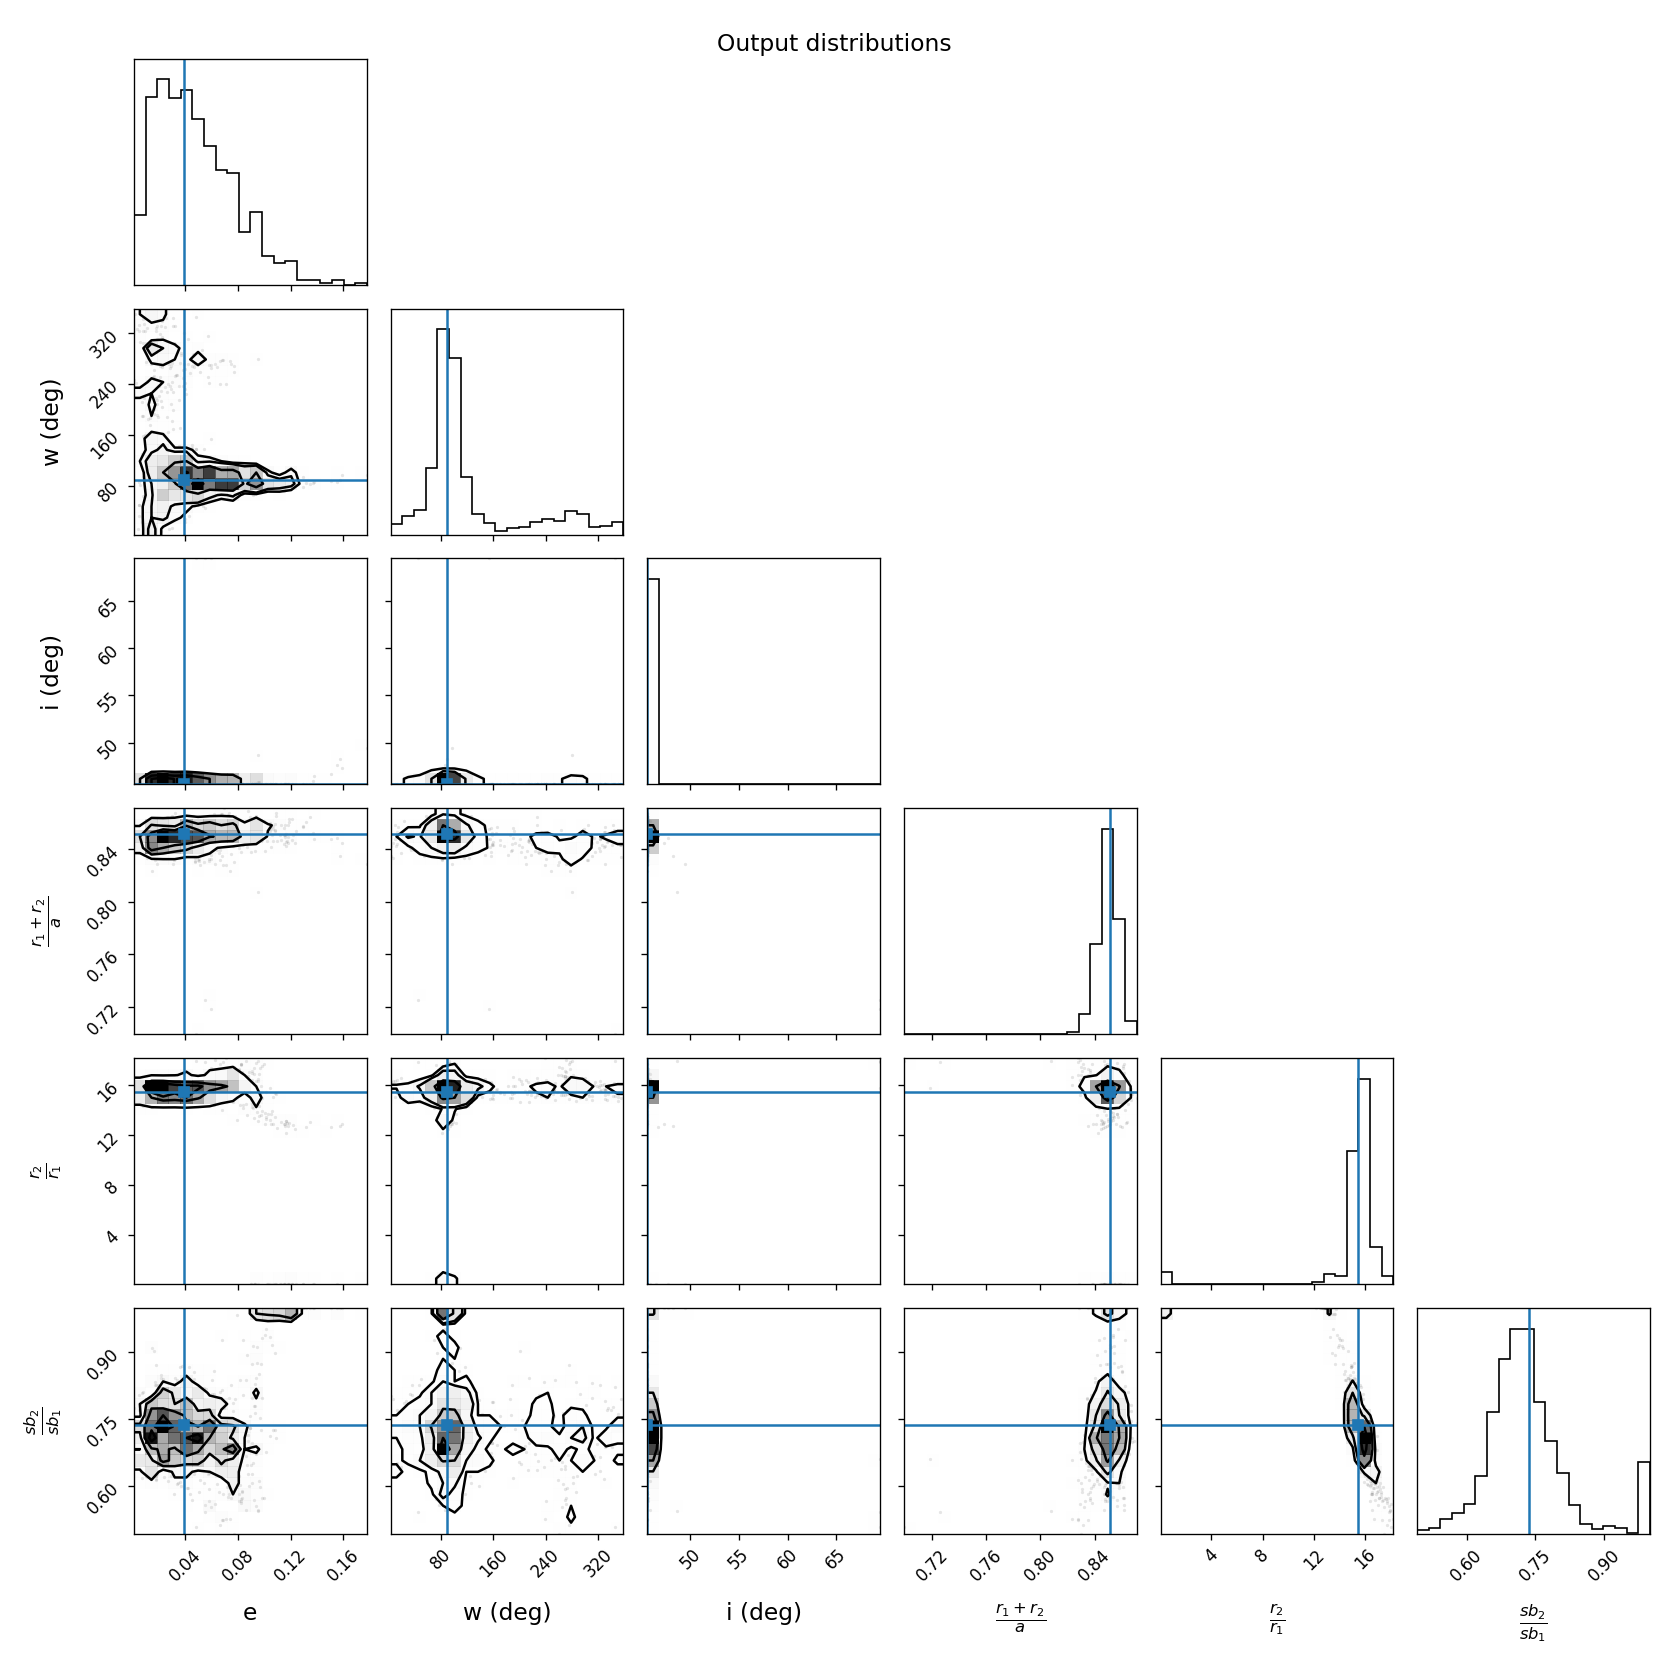 Output distributions
320
240
160
80
w (deg)
65
60
55
50
i (deg)
0.84
0.80
0.76
0.72
r₁ + r₂
a
16
12
8
4
r₂
r₁
0.90
0.75
0.60
sb₂
sb₁
0.04 0.08 0.12 0.16
80 160 240 320
50 55 60 65
0.72 0.76 0.80 0.84
4 8 12 16
0.60 0.75 0.90
e
w (deg)
i (deg)
r₁ + r₂
a
r₂
r₁
sb₂
sb₁